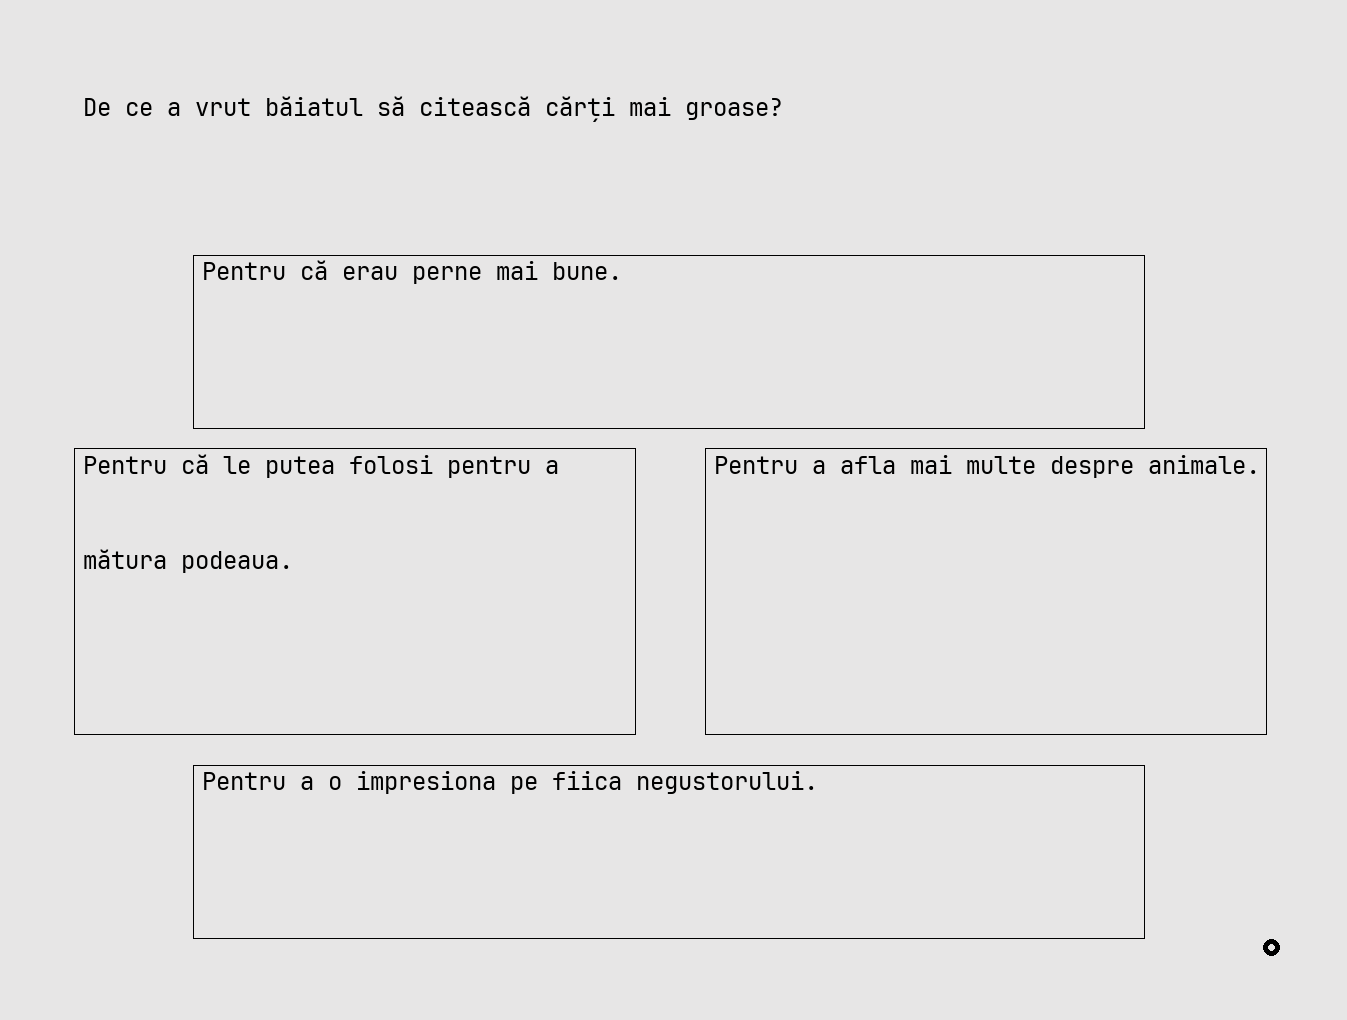 De ce a vrut băiatul să citească cărți mai groase?
Pentru că erau perne mai bune.
Pentru că le putea folosi pentru a
mătura podeaua.
Pentru a afla mai multe despre animale.
Pentru a o impresiona pe fiica negustorului.